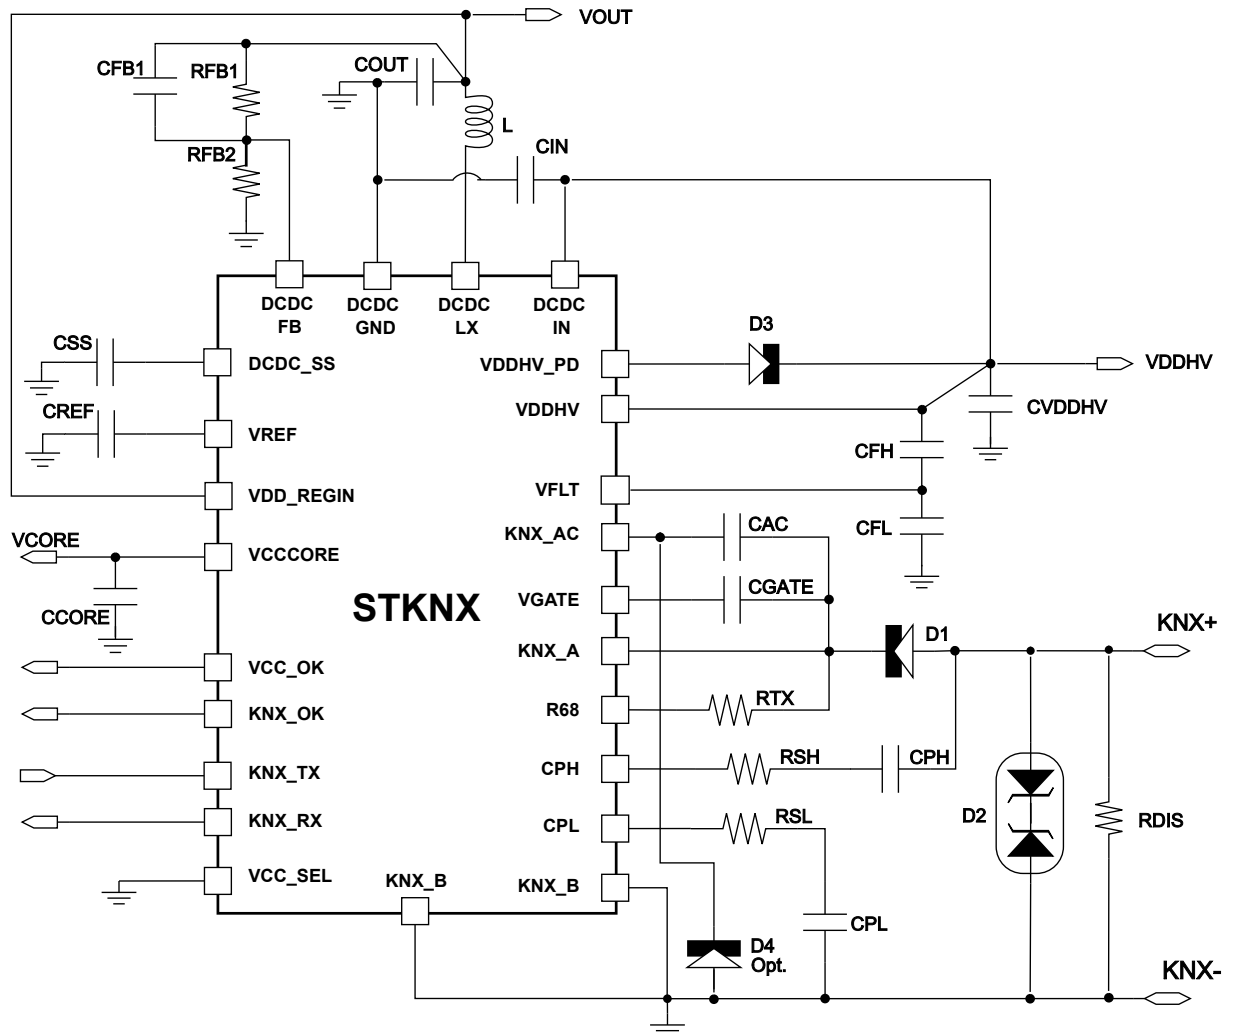 VOUT
COUT
CFB1
RFB1
L
CIN
RFB2
DCDC
FB
DCDC
GND
DCDC
LX
DCDC
IN
D3
CSS
DCDC_SS
VDDHV_PD
VDDHV
CREF
VREF
VDDHV
CVDDHV
CFH
VDD_REGIN
VFLT
VCORE
VCCCORE
KNX_AC
CAC
CFL
CCORE
STKNX
VGATE
CGATE
KNX_A
D1
KNX+
VCC_OK
KNX_OK
R68
RTX
KNX_TX
CPH
RSH
CPH
KNX_RX
CPL
RSL
D2
RDIS
VCC_SEL
KNX_B
KNX_B
CPL
D4
Opt.
KNX-